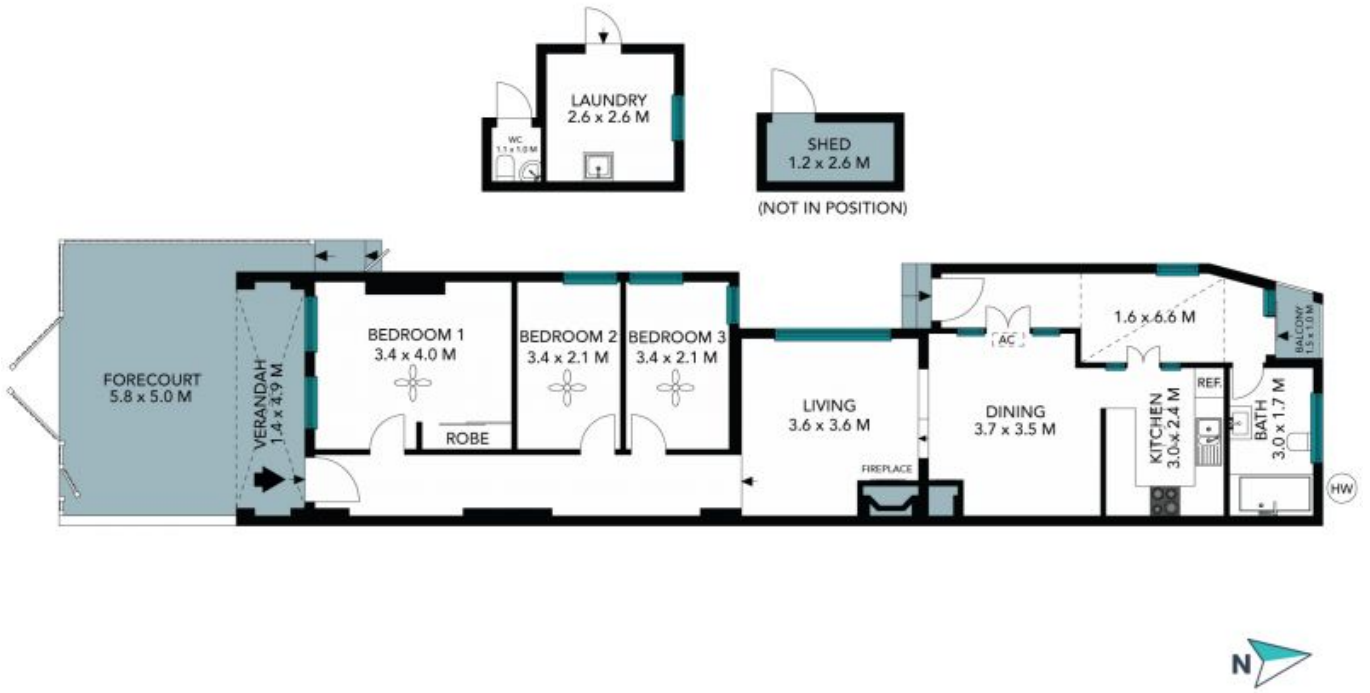 LAUNDRY
2.6 x 2.6 M
WC
1.1 x 1.0 M
SHED
1.2 x 2.6 M
(NOT IN POSITION)
FORECOURT
5.8 x 5.0 M
VERANDAH
1.4 x 4.9 M
BEDROOM 1
3.4 x 4.0 M
ROBE
BEDROOM 2
3.4 x 2.1 M
BEDROOM 3
3.4 x 2.1 M
LIVING
3.6 x 3.6 M
FIREPLACE
AC
DINING
3.7 x 3.5 M
1.6 x 6.6 M
KITCHEN
3.0 x 2.4 M
REF.
BALCONY
1.5 x 1.0 M
BATH
3.0 x 1.7 M
HW
N